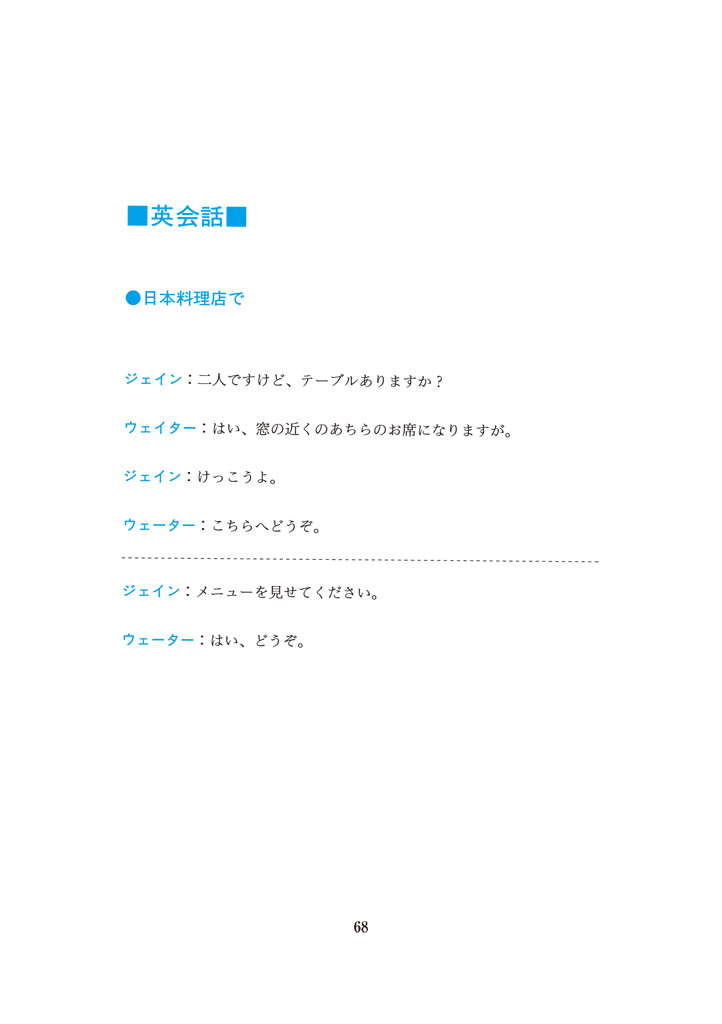 ■英会話■
●日本料理店で
ジェイン：二人ですけど、テーブルありますか？
ウェイター：はい、窓の近くのあちらのお席になりますが。
ジェイン：けっこうよ。
ウェーター：こちらへどうぞ。
ジェイン：メニューを見せてください。
ウェーター：はい、どうぞ。
68